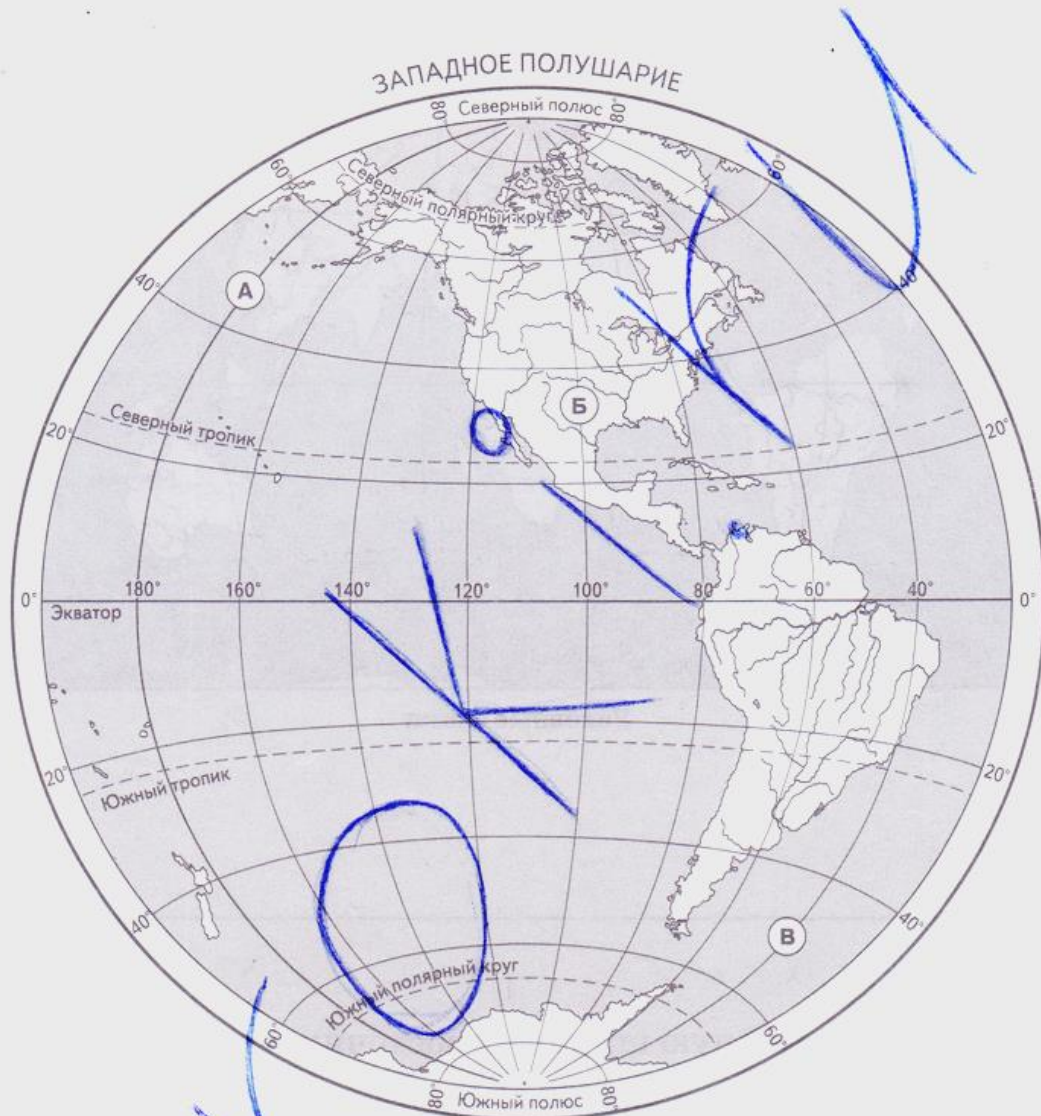 ЗАПАДНОЕ ПОЛУШАРИЕ
Северный полюс
80° 80°
60° 60°
Северный полярный круг
40° 40°
А
Б
Северный тропик
20° 20°
0° 180° 160° 140° 120° 100° 80° 60° 40° 0°
Экватор
20° 20°
Южный тропик
40° 40°
В
Южный полярный круг
60° 60°
80° 80°
Южный полюс